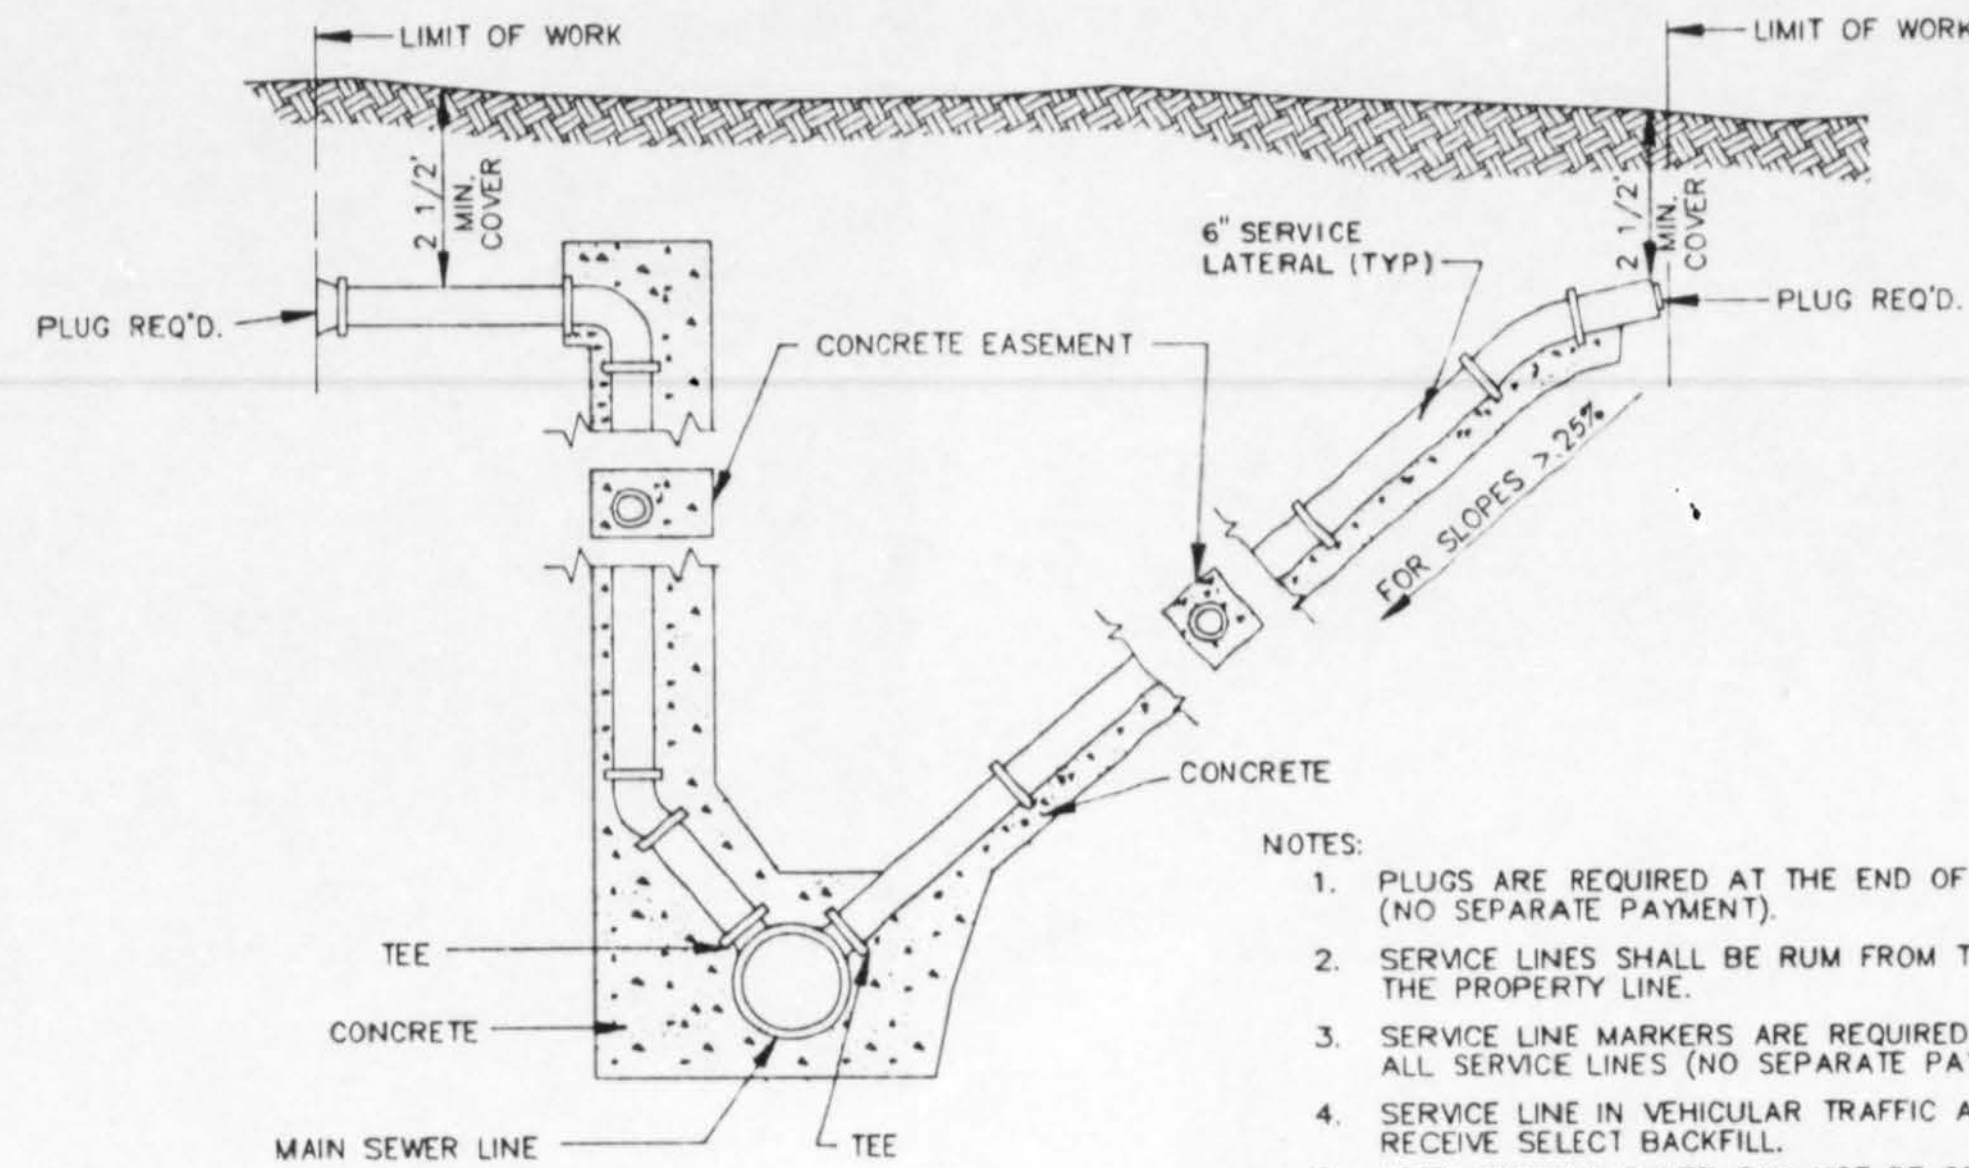 LIMIT OF WORK
LIMIT OF WORK
2 1/2'
MIN.
COVER
6" SERVICE
LATERAL (TYP)
2 1/2'
MIN.
COVER
PLUG REQ'D.
PLUG REQ'D.
CONCRETE EASEMENT
FOR SLOPES > 25%
CONCRETE
TEE
CONCRETE
MAIN SEWER LINE
TEE
NOTES:
1. PLUGS ARE REQUIRED AT THE END OF
(NO SEPARATE PAYMENT).
2. SERVICE LINES SHALL BE RUM FROM
THE PROPERTY LINE.
3. SERVICE LINE MARKERS ARE REQUIRED
ALL SERVICE LINES (NO SEPARATE
4. SERVICE LINE IN VEHICULAR TRAFFIC
RECEIVE SELECT BACKFILL.